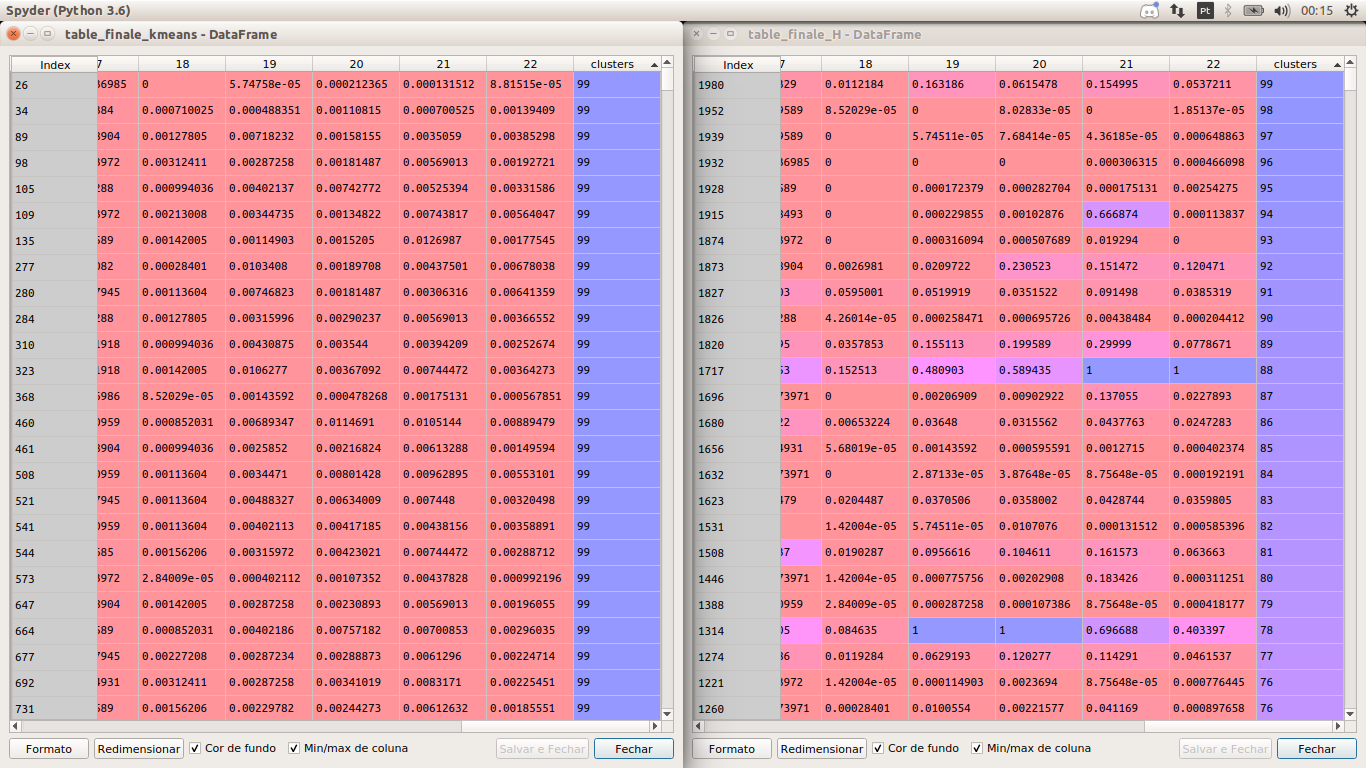 Spyder (Python 3.6) Pt 00:15
table_finale_kmeans - DataFrame
Index 7 18 19 20 21 22 clusters
26 36985 0 5.74758e-05 0.000212365 0.000131512 8.81515e-05 99
34 384 0.000710025 0.000488351 0.00110815 0.000700525 0.00139409 99
89 3904 0.00127805 0.00718232 0.00158155 0.0035059 0.00385298 99
98 3972 0.00312411 0.00287258 0.00181487 0.00569013 0.00192721 99
105 288 0.000994036 0.00402137 0.00742772 0.00525394 0.00331586 99
109 3972 0.00213008 0.00344735 0.00134822 0.00743817 0.00564047 99
135 589 0.00142005 0.00114903 0.0015205 0.0126987 0.00177545 99
277 082 0.00028401 0.0103408 0.00189708 0.00437501 0.00678038 99
280 7945 0.00113604 0.00746823 0.00181487 0.00306316 0.00641359 99
284 288 0.00127805 0.00315996 0.00290237 0.00569013 0.00366552 99
310 1918 0.000994036 0.00430875 0.003544 0.00394209 0.00252674 99
323 1918 0.00142005 0.0106277 0.00367092 0.00744472 0.00364273 99
368 5986 8.52029e-05 0.00143592 0.000478268 0.00175131 0.000567851 99
460 0959 0.000852031 0.00689347 0.0114691 0.0105144 0.00889479 99
461 3904 0.000994036 0.0025852 0.00216824 0.00613288 0.00149594 99
508 0959 0.00113604 0.0034471 0.00801428 0.00962895 0.00553101 99
521 7945 0.00113604 0.00488327 0.00634009 0.007448 0.00320498 99
541 0959 0.00113604 0.00402113 0.00417185 0.00438156 0.00358891 99
544 585 0.00156206 0.00315972 0.00423021 0.00744472 0.00288712 99
573 3972 2.84009e-05 0.000402112 0.00107352 0.00437828 0.000992196 99
647 3904 0.00142005 0.00287258 0.00230893 0.00569013 0.00196055 99
664 589 0.000852031 0.00402186 0.00757182 0.00700853 0.00296035 99
677 7945 0.00227208 0.00287234 0.00288873 0.0061296 0.00224714 99
692 4931 0.00312411 0.00287258 0.00341019 0.0083171 0.00225451 99
731 589 0.00156206 0.00229782 0.00244273 0.00612632 0.00185551 99
Formato Redimensionar Cor de fundo Min/max de coluna Salvar e Fechar Fechar
table_finale_H - DataFrame
Index 18 19 20 21 22 clusters
1980 329 0.0112184 0.163186 0.0615478 0.154995 0.0537211 99
1952 9589 8.52029e-05 0 8.02833e-05 0 1.85137e-05 98
1939 9589 0 5.74511e-05 7.68414e-05 4.36185e-05 0.000648863 97
1932 36985 0 0 0 0.000306315 0.000466098 96
1928 589 0 0.000172379 0.000282704 0.000175131 0.00254275 95
1915 8493 0 0.000229855 0.00102876 0.666874 0.000113837 94
1874 3972 0 0.000316094 0.000507689 0.019294 0 93
1873 8904 0.0026981 0.0209722 0.230523 0.151472 0.120471 92
1827 03 0.0595001 0.0519919 0.0351522 0.091498 0.0385319 91
1826 288 4.26014e-05 0.000258471 0.000695726 0.00438484 0.000204412 90
1820 95 0.0357853 0.155113 0.199589 0.29999 0.0778671 89
1717 53 0.152513 0.480903 0.589435 1 1 88
1696 73971 0 0.00206909 0.00902922 0.137055 0.0227893 87
1680 22 0.00653224 0.03648 0.0315562 0.0437763 0.0247283 86
1656 4931 5.68019e-05 0.00143592 0.000595591 0.0012715 0.000402374 85
1632 73971 0 2.87133e-05 3.87648e-05 8.75648e-05 0.000192191 84
1623 479 0.0204487 0.0370506 0.0358002 0.0428744 0.0359805 83
1531 1.42004e-05 5.74511e-05 0.0107076 0.000131512 0.000585396 82
1508 37 0.0190287 0.0956616 0.104611 0.161573 0.063663 81
1446 73971 1.42004e-05 0.000775756 0.00202908 0.183426 0.000311251 80
1388 0959 2.84009e-05 0.000287258 0.000107386 8.75648e-05 0.000418177 79
1314 05 0.084635 1 1 0.696688 0.403397 78
1274 36 0.0119284 0.0629193 0.120277 0.114291 0.0461537 77
1221 3972 1.42004e-05 0.000114903 0.0023694 8.75648e-05 0.000776445 76
1260 73971 0.00028401 0.0100554 0.00221577 0.041169 0.000897658 76
Formato Redimensionar Cor de fundo Min/max de coluna Salvar e Fechar Fechar